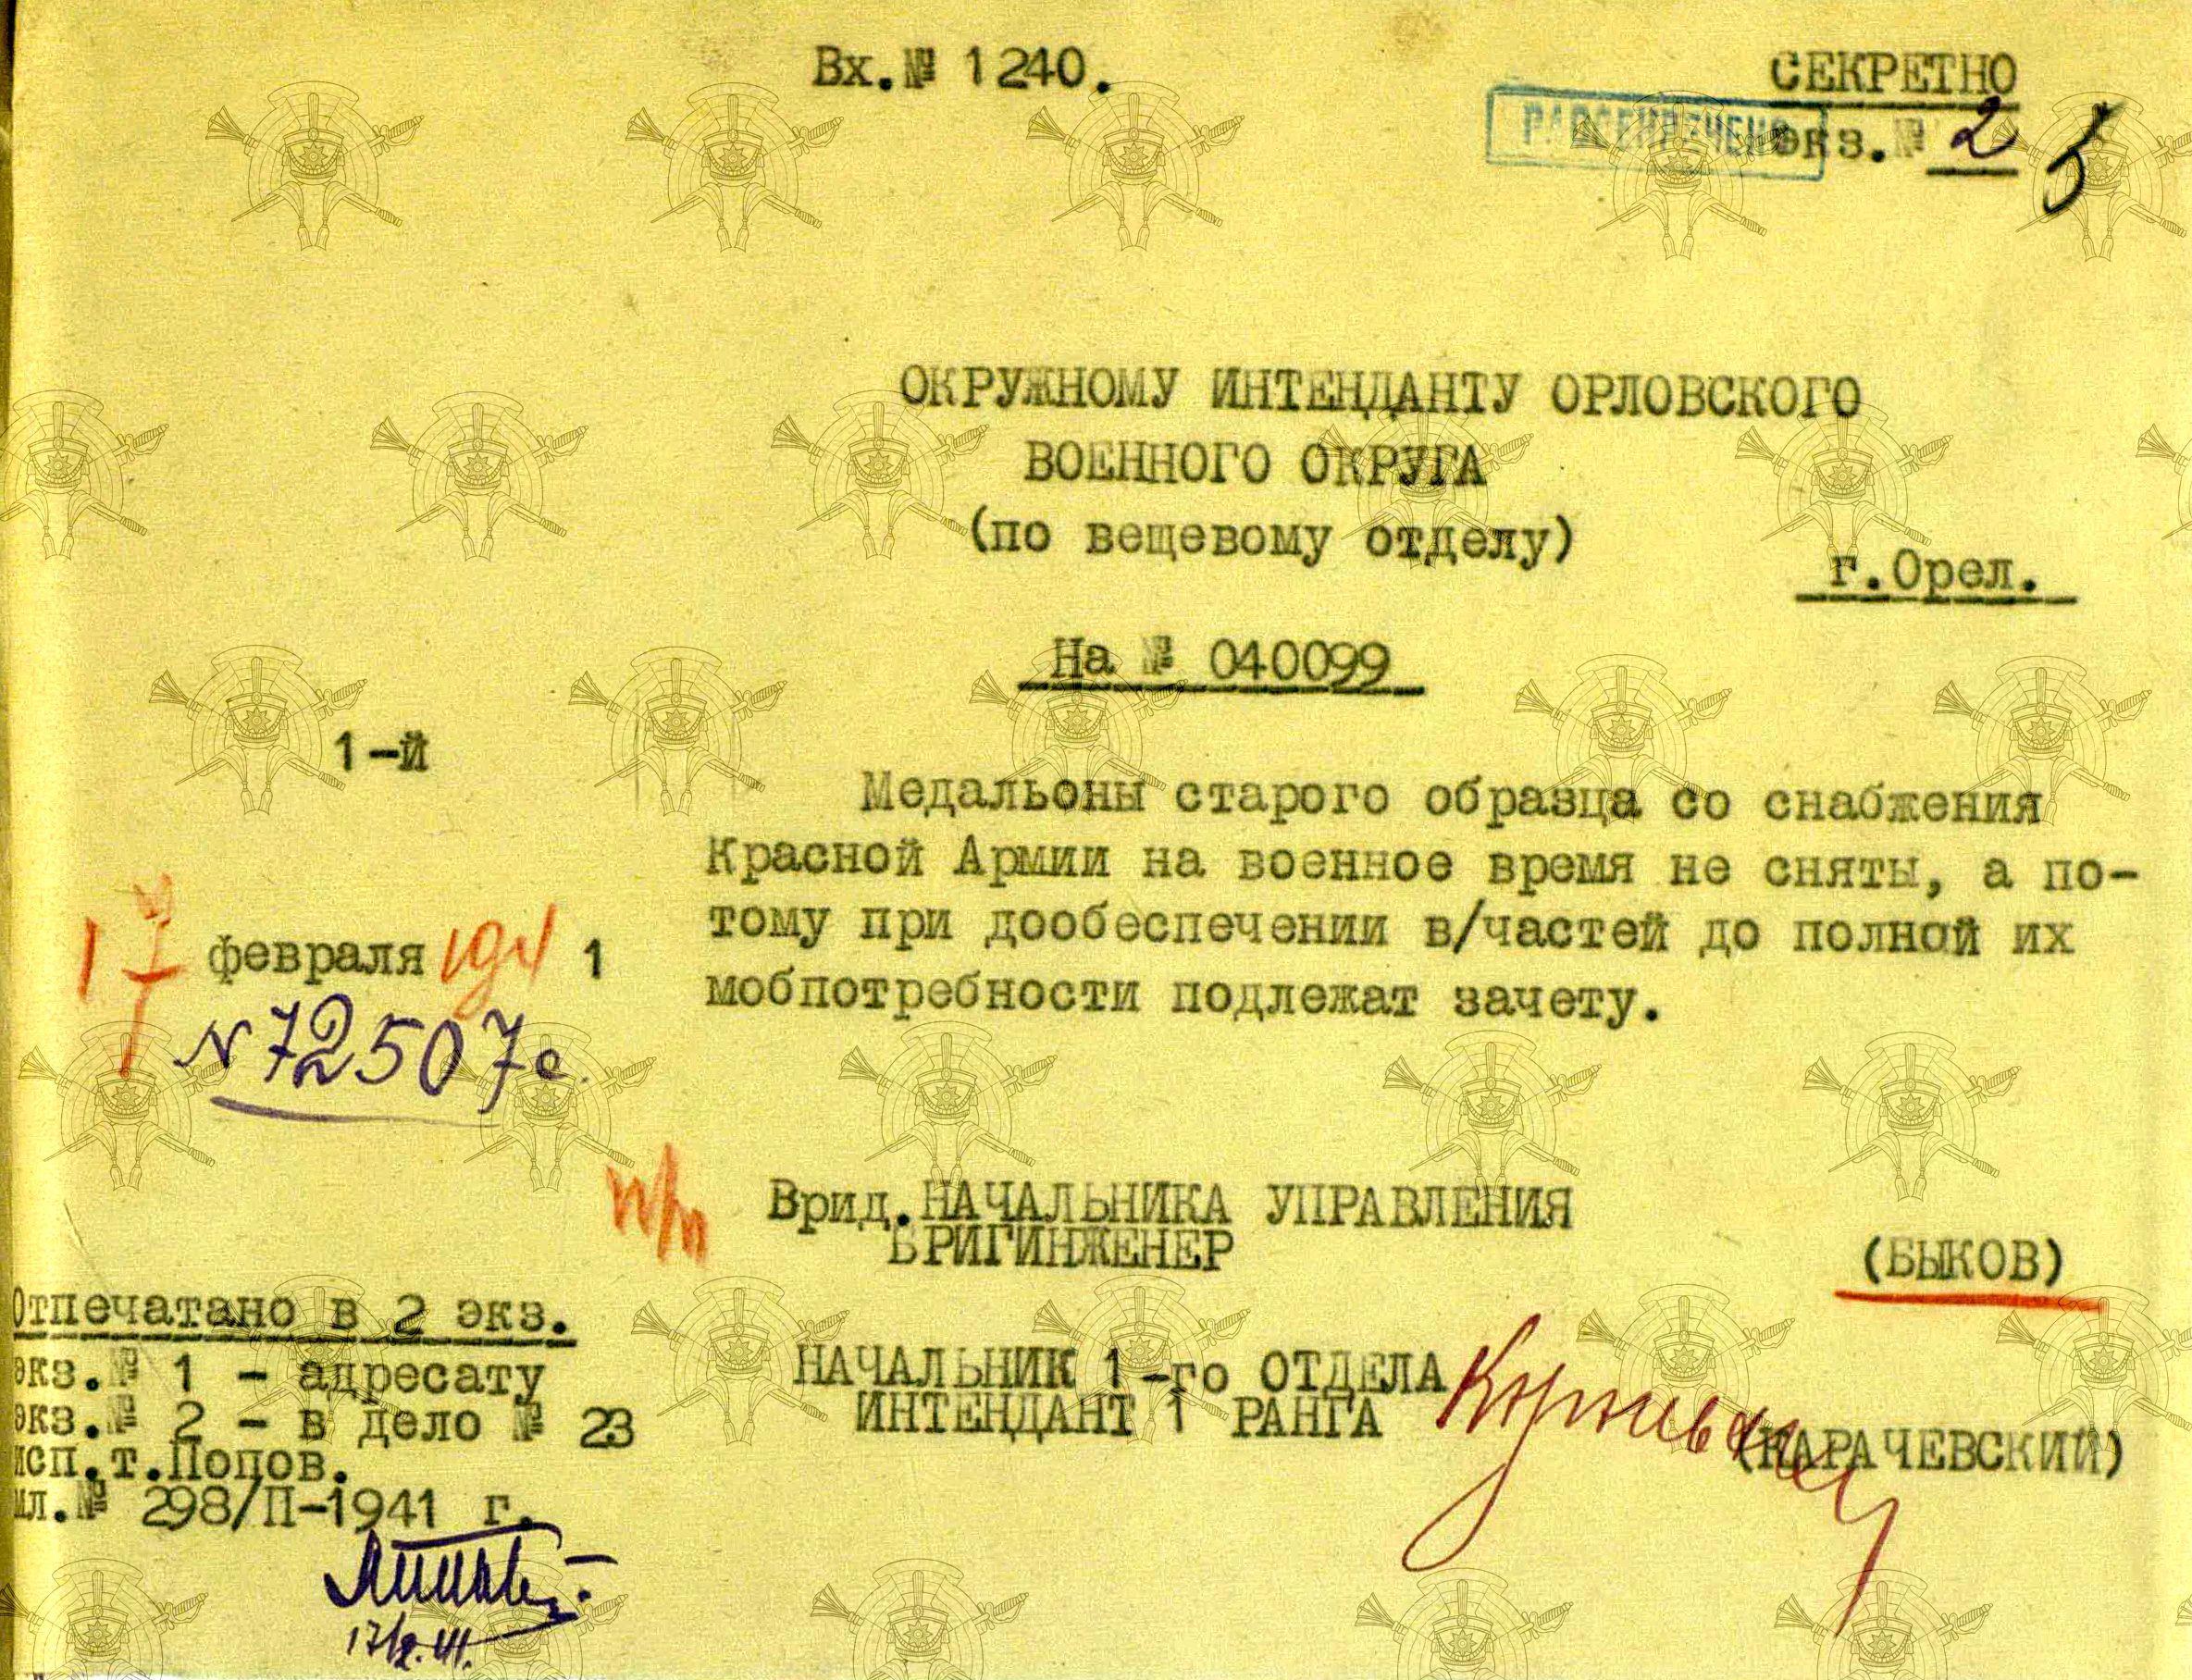 Вх.№ 1240.
СЕКРЕТНО
РАССЕКРЕЧЕНО
экз.№ 2
ОКРУЖНОМУ ИНТЕНДАНТУ ОРЛОВСКОГО
ВОЕННОГО ОКРУГА
(по вещевому отделу)
г.Орел.
На № 040099
1-й
Медальоны старого образца со снабжения
Красной Армии на военное время не сняты, а по-
тому при дообеспечении в/частей до полной их
мобпотребности подлежат зачету.
17 февраля 1941
№72507с.
п/п
Врид.НАЧАЛЬНИКА УПРАВЛЕНИЯ
БРИГИНЖЕНЕР
(БЫКОВ)
НАЧАЛЬНИК 1-го ОТДЕЛА
ИНТЕНДАНТ 1 РАНГА
(КАРАЧЕВСКИЙ)
Отпечатано в 2 экз.
экз.№ 1 - адресату
экз.№ 2 - в дело № 23
исп.т.Попов.
мл.№ 298/П-1941 г.